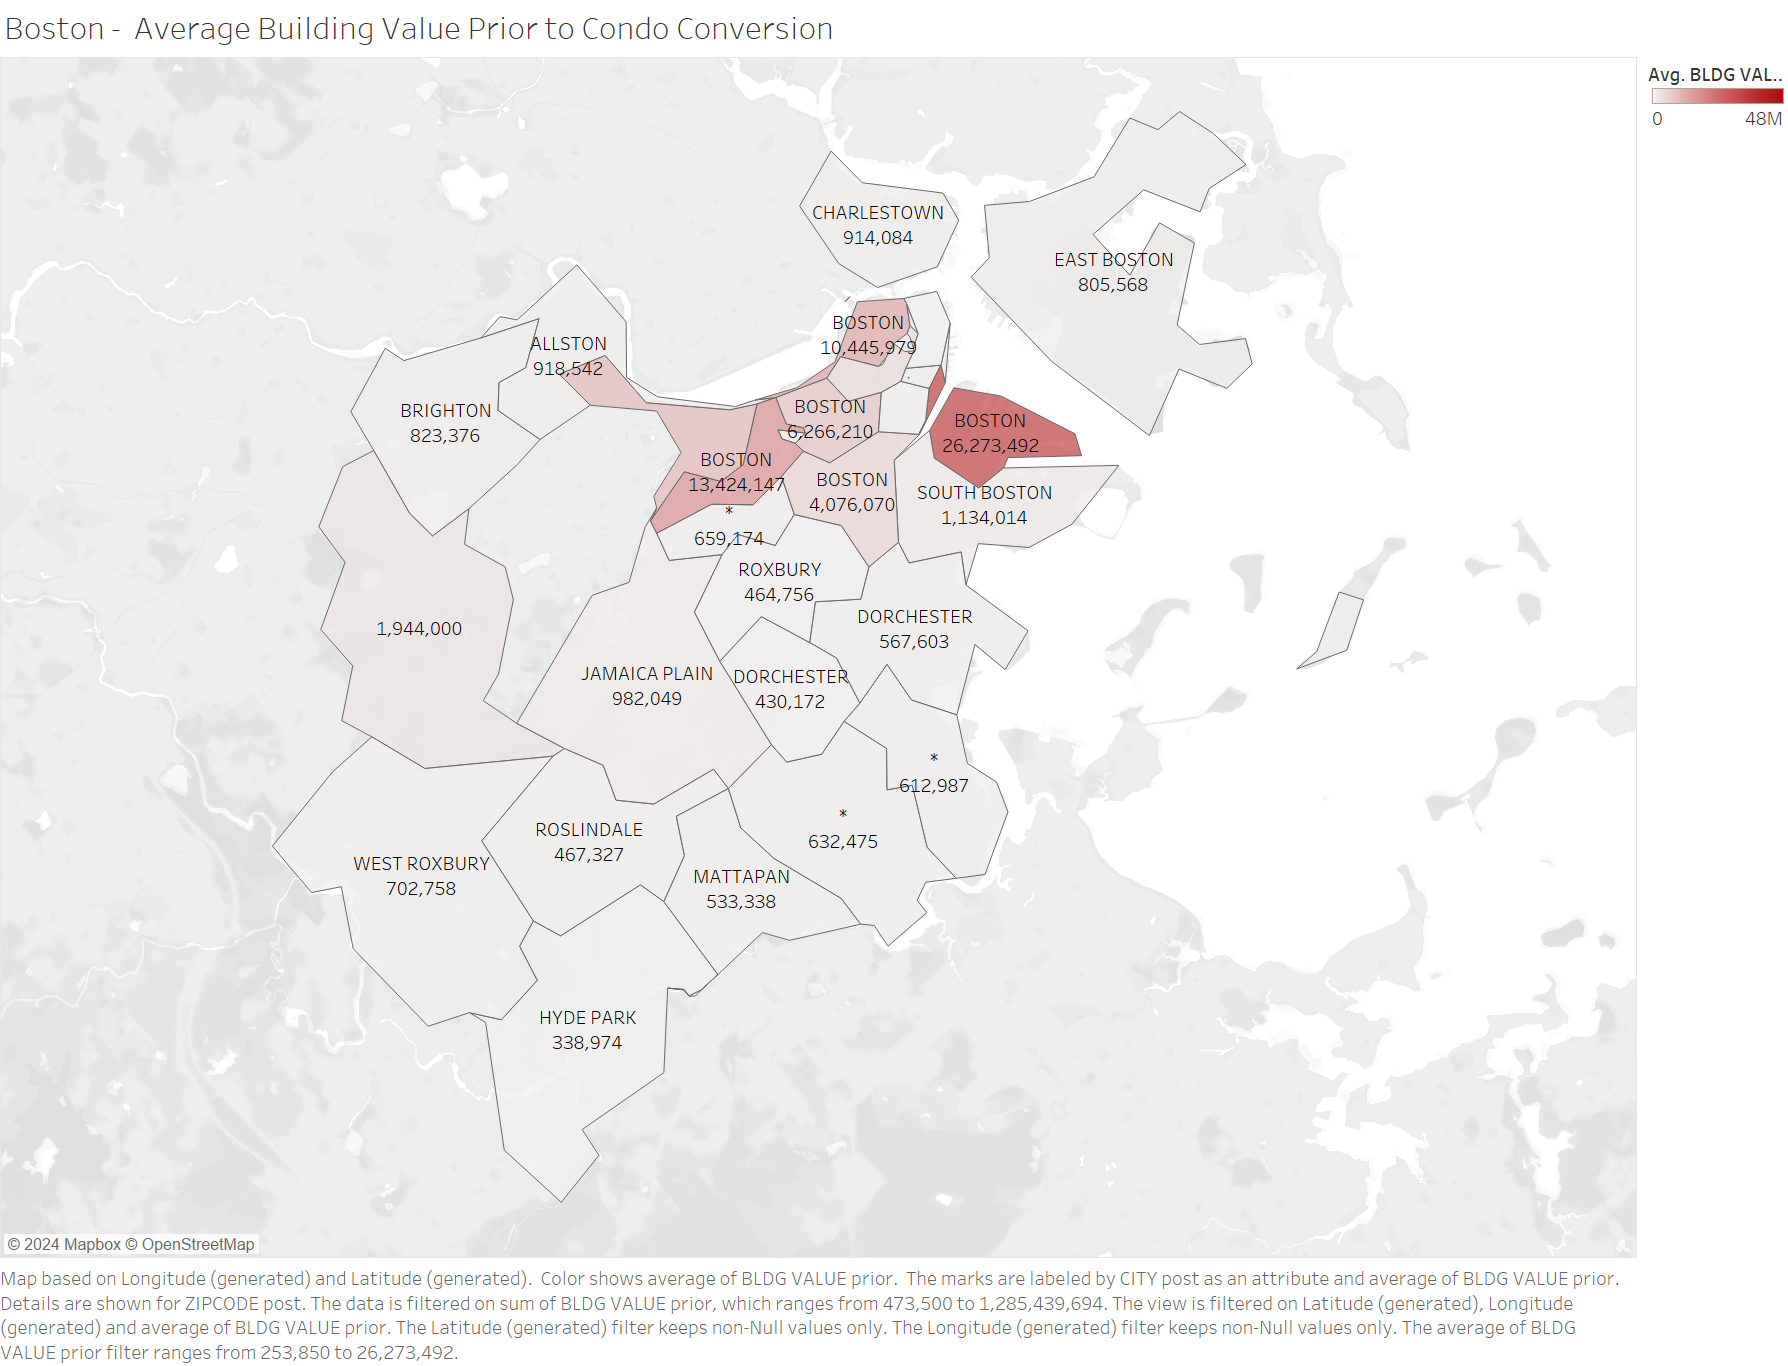 Boston -  Average Building Value Prior to Condo Conversion
Avg. BLDG VAL..
0
48M
CHARLESTOWN
914,084
EAST BOSTON
805,568
BOSTON
10,445,979
ALLSTON
918,542
BRIGHTON
823,376
BOSTON
6,266,210
BOSTON
26,273,492
BOSTON
13,424,147
BOSTON
4,076,070
SOUTH BOSTON
1,134,014
*
659,174
ROXBURY
464,756
DORCHESTER
567,603
1,944,000
JAMAICA PLAIN
982,049
DORCHESTER
430,172
*
612,987
*
632,475
ROSLINDALE
467,327
WEST ROXBURY
702,758
MATTAPAN
533,338
HYDE PARK
338,974
© 2024 Mapbox © OpenStreetMap
Map based on Longitude (generated) and Latitude (generated).  Color shows average of BLDG VALUE prior.  The marks are labeled by CITY post as an attribute and average of BLDG VALUE prior.
Details are shown for ZIPCODE post. The data is filtered on sum of BLDG VALUE prior, which ranges from 473,500 to 1,285,439,694. The view is filtered on Latitude (generated), Longitude
(generated) and average of BLDG VALUE prior. The Latitude (generated) filter keeps non-Null values only. The Longitude (generated) filter keeps non-Null values only. The average of BLDG
VALUE prior filter ranges from 253,850 to 26,273,492.